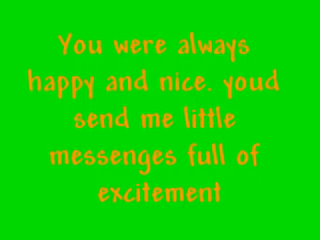 You were always
happy and nice. youd
send me little
messenges full of
excitement